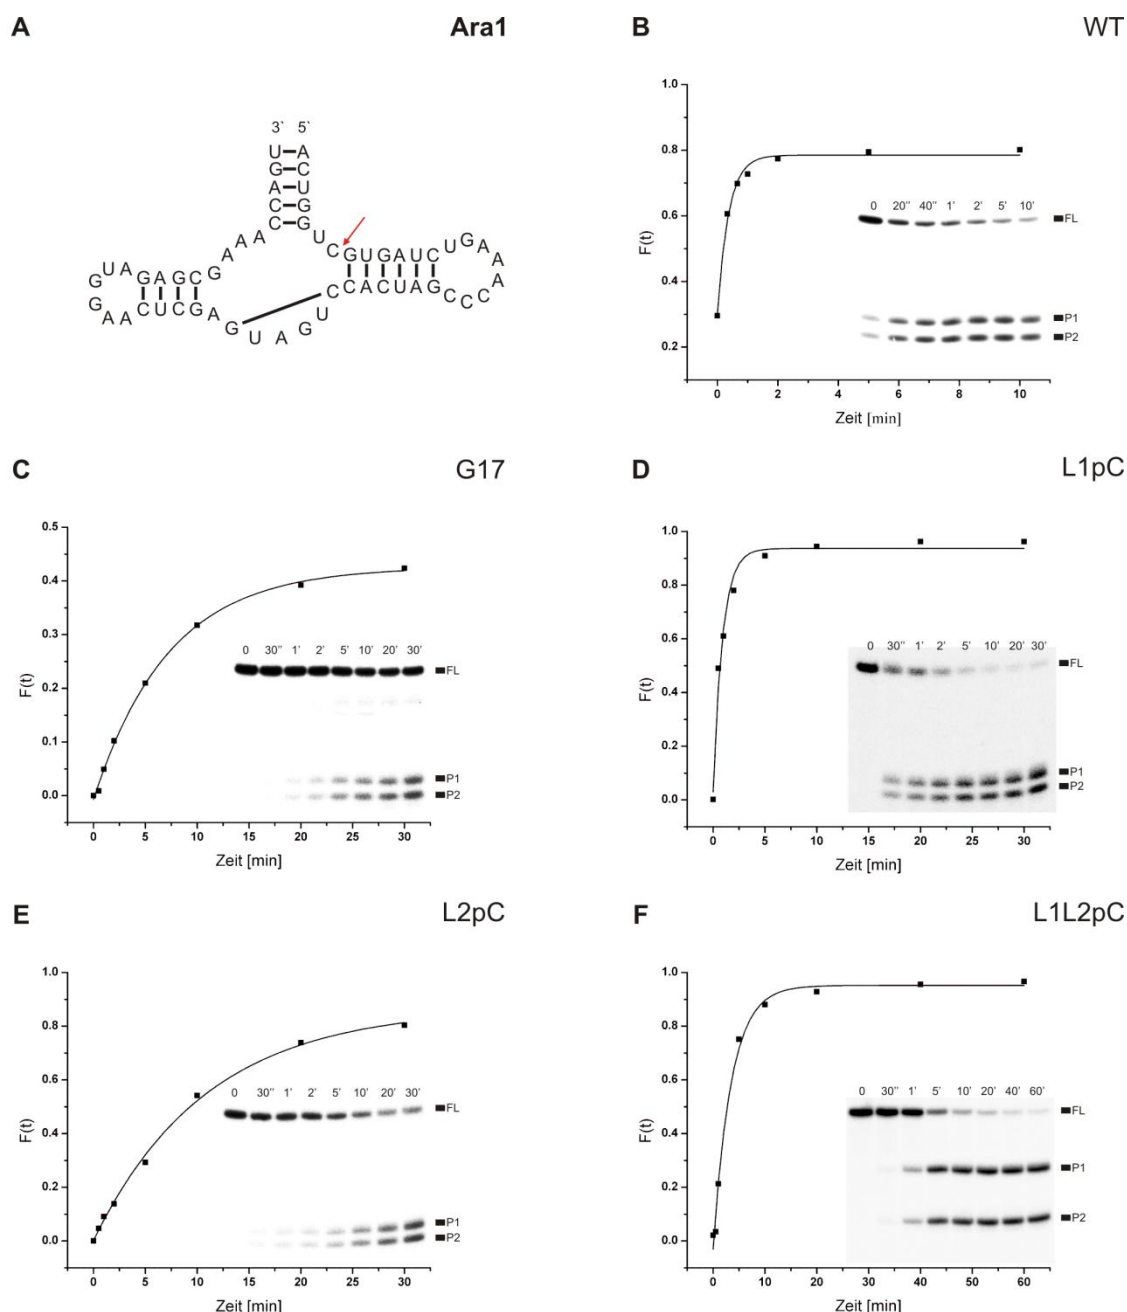 A Ara1
3` 5`
U A
G C
A U
C G
C G
A A A C U C G U G A U C U G A A A
G A U G A G C G
G A A C U C G A G U A G U C C A C U A G C C C
B WT
1.0
0.8
0.6
0.4
0.2
F(t)
0 20'' 40'' 1' 2' 5' 10'
FL
P1
P2
0 2 4 6 8 10
Zeit [min]
C G17
0.5
0.4
0.3
0.2
0.1
0.0
F(t)
0 30'' 1' 2' 5' 10' 20' 30'
FL
P1
P2
0 5 10 15 20 25 30
Zeit [min]
D L1pC
1.0
0.8
0.6
0.4
0.2
0.0
F(t)
0 30'' 1' 2' 5' 10' 20' 30'
FL
P1
P2
0 5 10 15 20 25 30
Zeit [min]
E L2pC
1.0
0.8
0.6
0.4
0.2
0.0
F(t)
0 30'' 1' 2' 5' 10' 20' 30'
FL
P1
P2
0 5 10 15 20 25 30
Zeit [min]
F L1L2pC
1.0
0.8
0.6
0.4
0.2
0.0
F(t)
0 30'' 1' 5' 10' 20' 40' 60'
FL
P1
P2
0 10 20 30 40 50 60
Zeit [min]